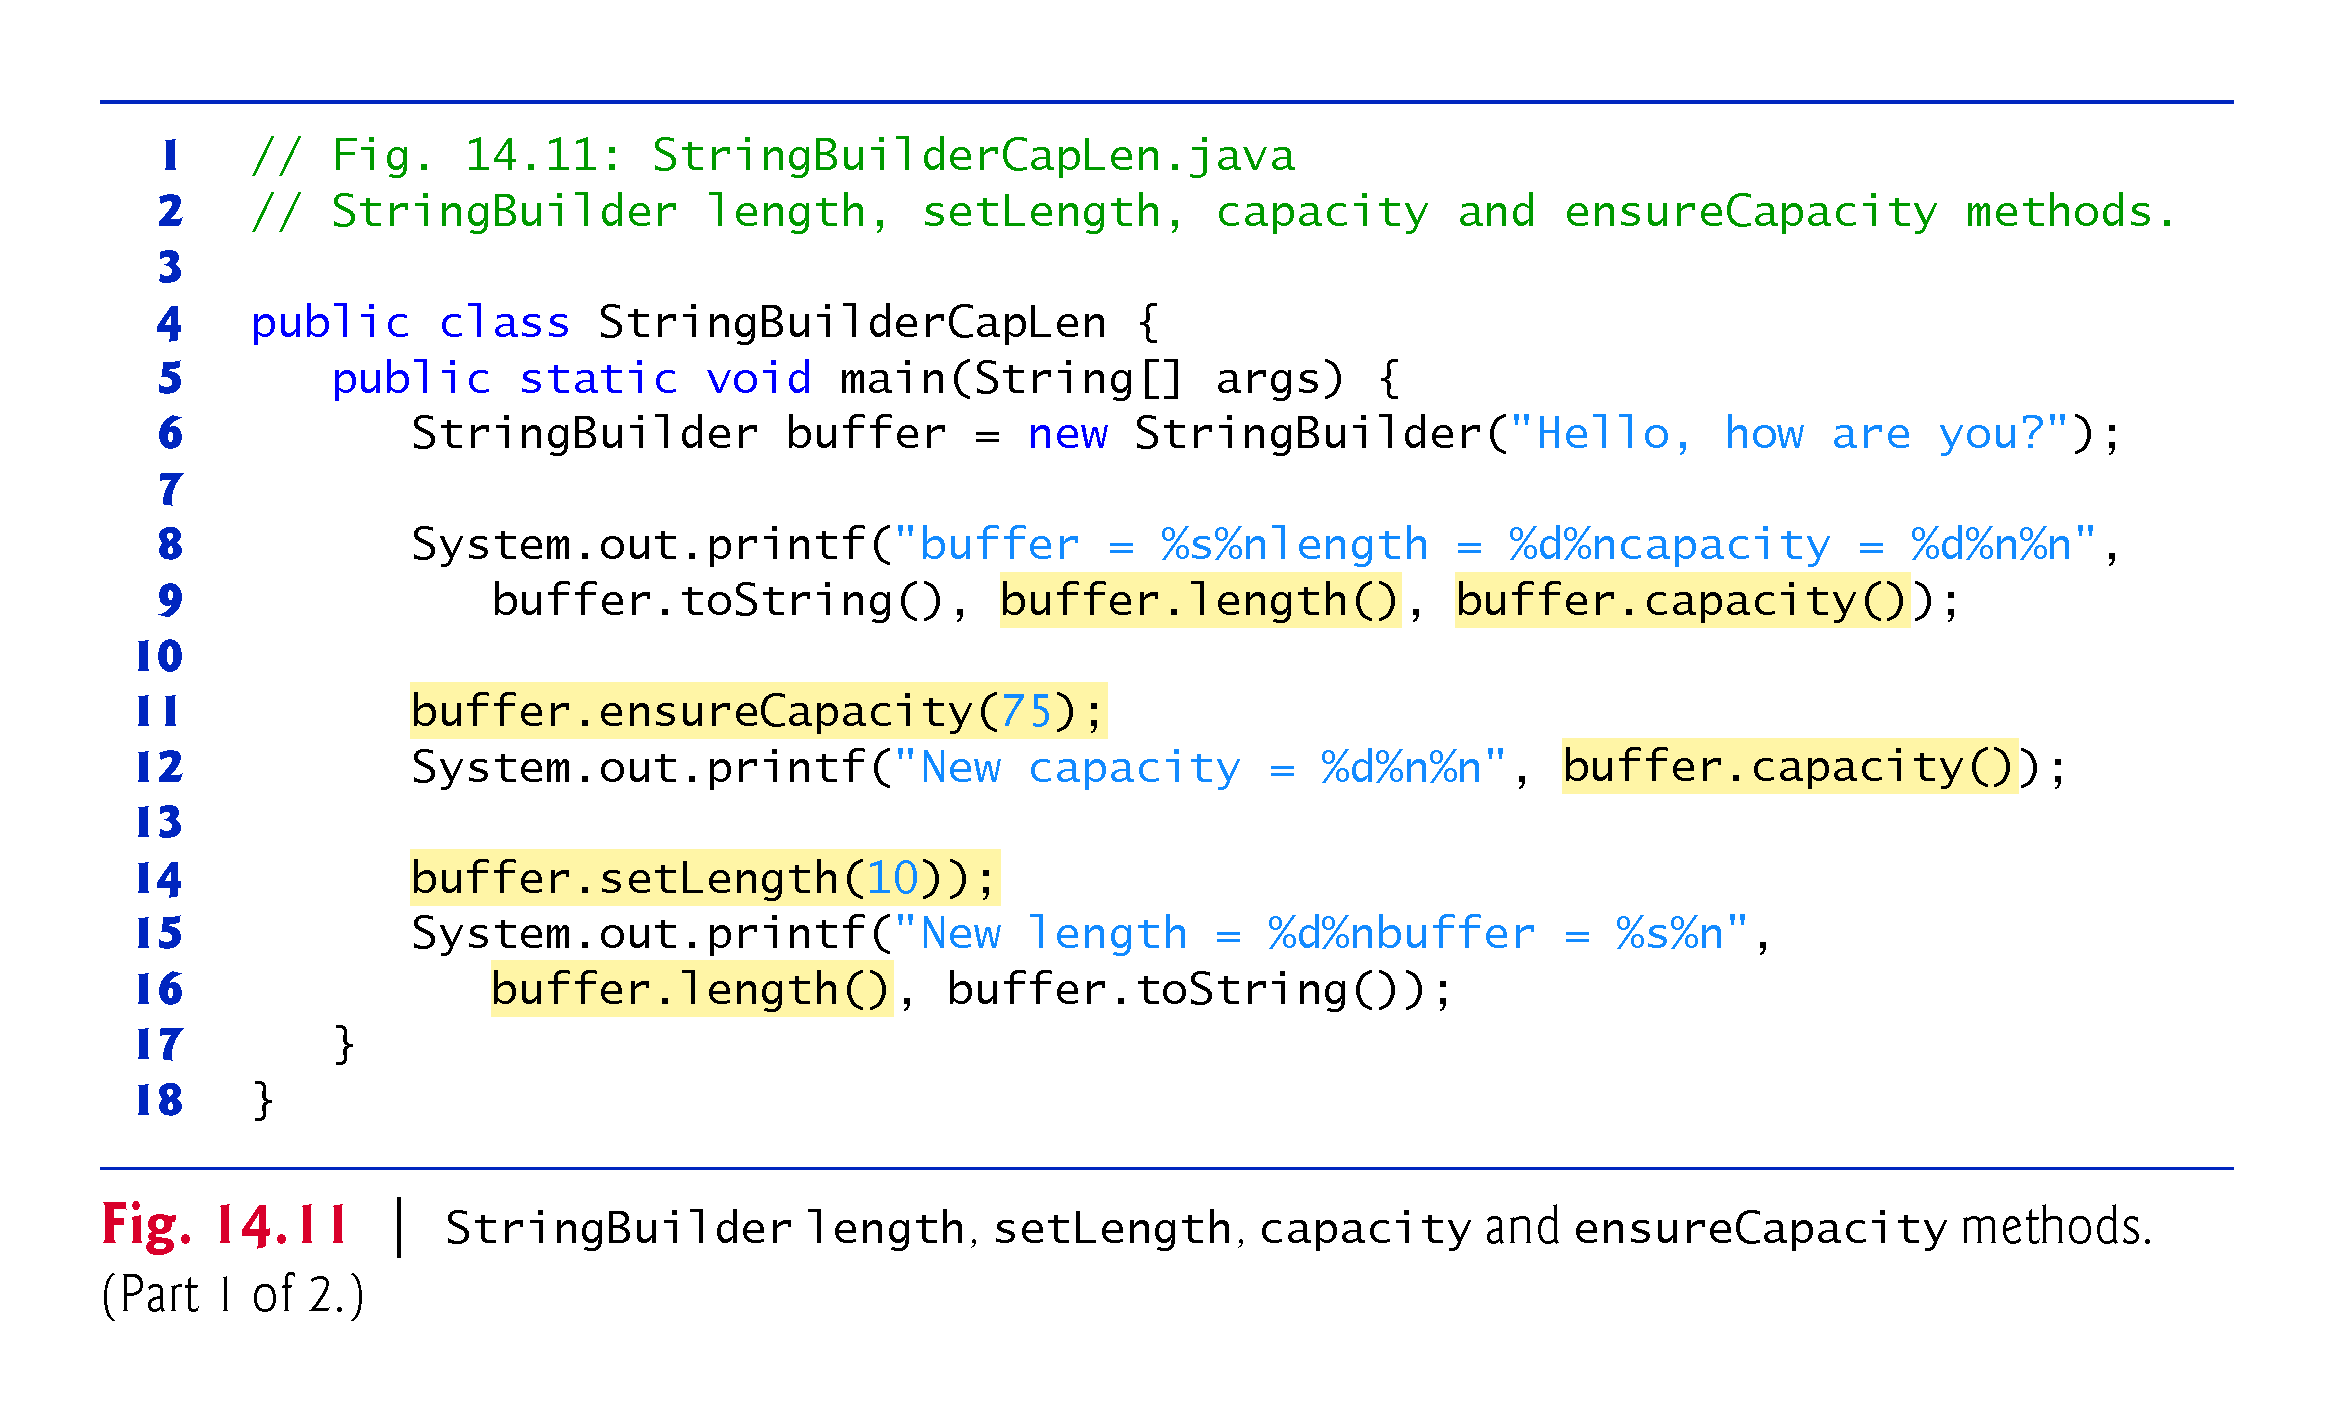 1 // Fig. 14.11: StringBuilderCapLen.java
2 // StringBuilder length, setLength, capacity and ensureCapacity methods.
3
4 public class StringBuilderCapLen {
5    public static void main(String[] args) {
6       StringBuilder buffer = new StringBuilder("Hello, how are you?");
7
8       System.out.printf("buffer = %s%nlength = %d%ncapacity = %d%n%n",
9          buffer.toString(), buffer.length(), buffer.capacity());
10
11       buffer.ensureCapacity(75);
12       System.out.printf("New capacity = %d%n%n", buffer.capacity());
13
14       buffer.setLength(10));
15       System.out.printf("New length = %d%nbuffer = %s%n",
16          buffer.length(), buffer.toString());
17    }
18 }
Fig. 14.11 | StringBuilder length, setLength, capacity and ensureCapacity methods.
(Part 1 of 2.)